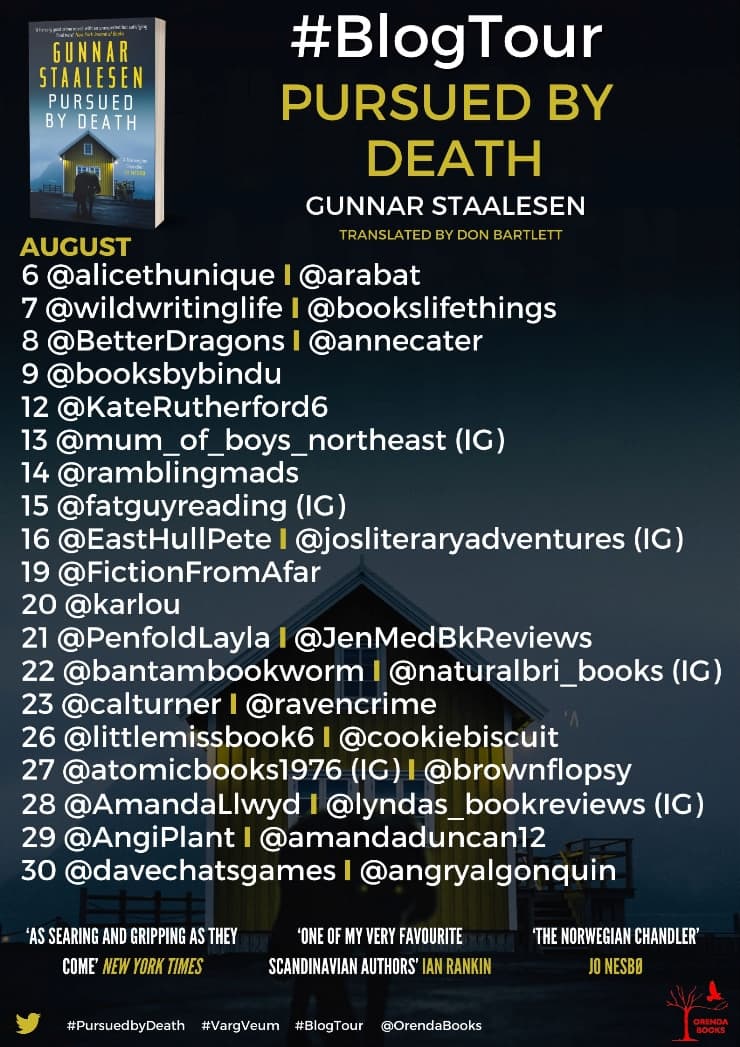 GUNNAR
STAALESEN
PURSUED
BY DEATH
JO NESBØ
#BlogTour
PURSUED BY
DEATH
GUNNAR STAALESEN
TRANSLATED BY DON BARTLETT
AUGUST
6 @alicethunique I @arabat
7 @wildwritinglife I @bookslifethings
8 @BetterDragons I @annecater
9 @booksbybindu
12 @KateRutherford6
13 @mum_of_boys_northeast (IG)
14 @ramblingmads
15 @fatguyreading (IG)
16 @EastHullPete I @josliteraryadventures (IG)
19 @FictionFromAfar
20 @karlou
21 @PenfoldLayla I @JenMedBkReviews
22 @bantambookworm I @naturalbri_books (IG)
23 @calturner I @ravencrime
26 @littlemissbook6 I @cookiebiscuit
27 @atomicbooks1976 (IG) I @brownflopsy
28 @AmandaLlwyd I @lyndas_bookreviews (IG)
29 @AngiPlant I @amandaduncan12
30 @davechatsgames I @angryalgonquin
'AS SEARING AND GRIPPING AS THEY
COME' NEW YORK TIMES
'ONE OF MY VERY FAVOURITE
SCANDINAVIAN AUTHORS' IAN RANKIN
'THE NORWEGIAN CHANDLER'
JO NESBØ
#PursuedbyDeath #VargVeum #BlogTour @OrendaBooks
ORENDA
BOOKS